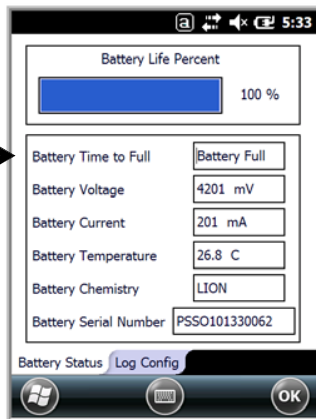 a 5:33
Battery Life Percent
100 %
Battery Time to Full Battery Full
Battery Voltage 4201 mV
Battery Current 201 mA
Battery Temperature 26.8 C
Battery Chemistry LION
Battery Serial Number PSSO101330062
Battery Status Log Config
OK